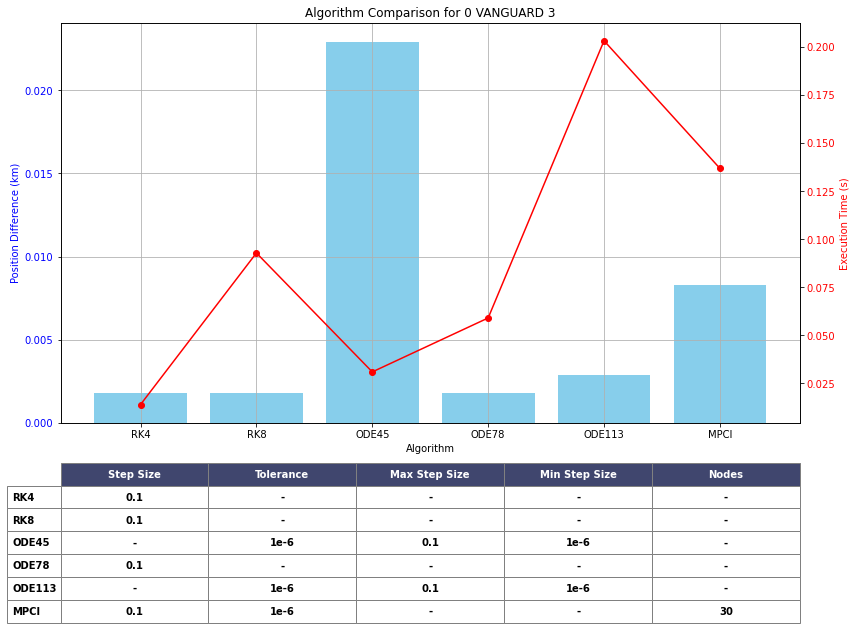 Algorithm Comparison for 0 VANGUARD 3
Position Difference (km)
0.020
0.015
0.010
0.005
0.000
0.200
0.175
0.150
0.125
0.100
0.075
0.050
0.025
Execution Time (s)
RK4 RK8 ODE45 ODE78 ODE113 MPCI
Algorithm
Step Size Tolerance Max Step Size Min Step Size Nodes
RK4 0.1 - - - -
RK8 0.1 - - - -
ODE45 - 1e-6 0.1 1e-6 -
ODE78 0.1 - - - -
ODE113 - 1e-6 0.1 1e-6 -
MPCI 0.1 1e-6 - - 30